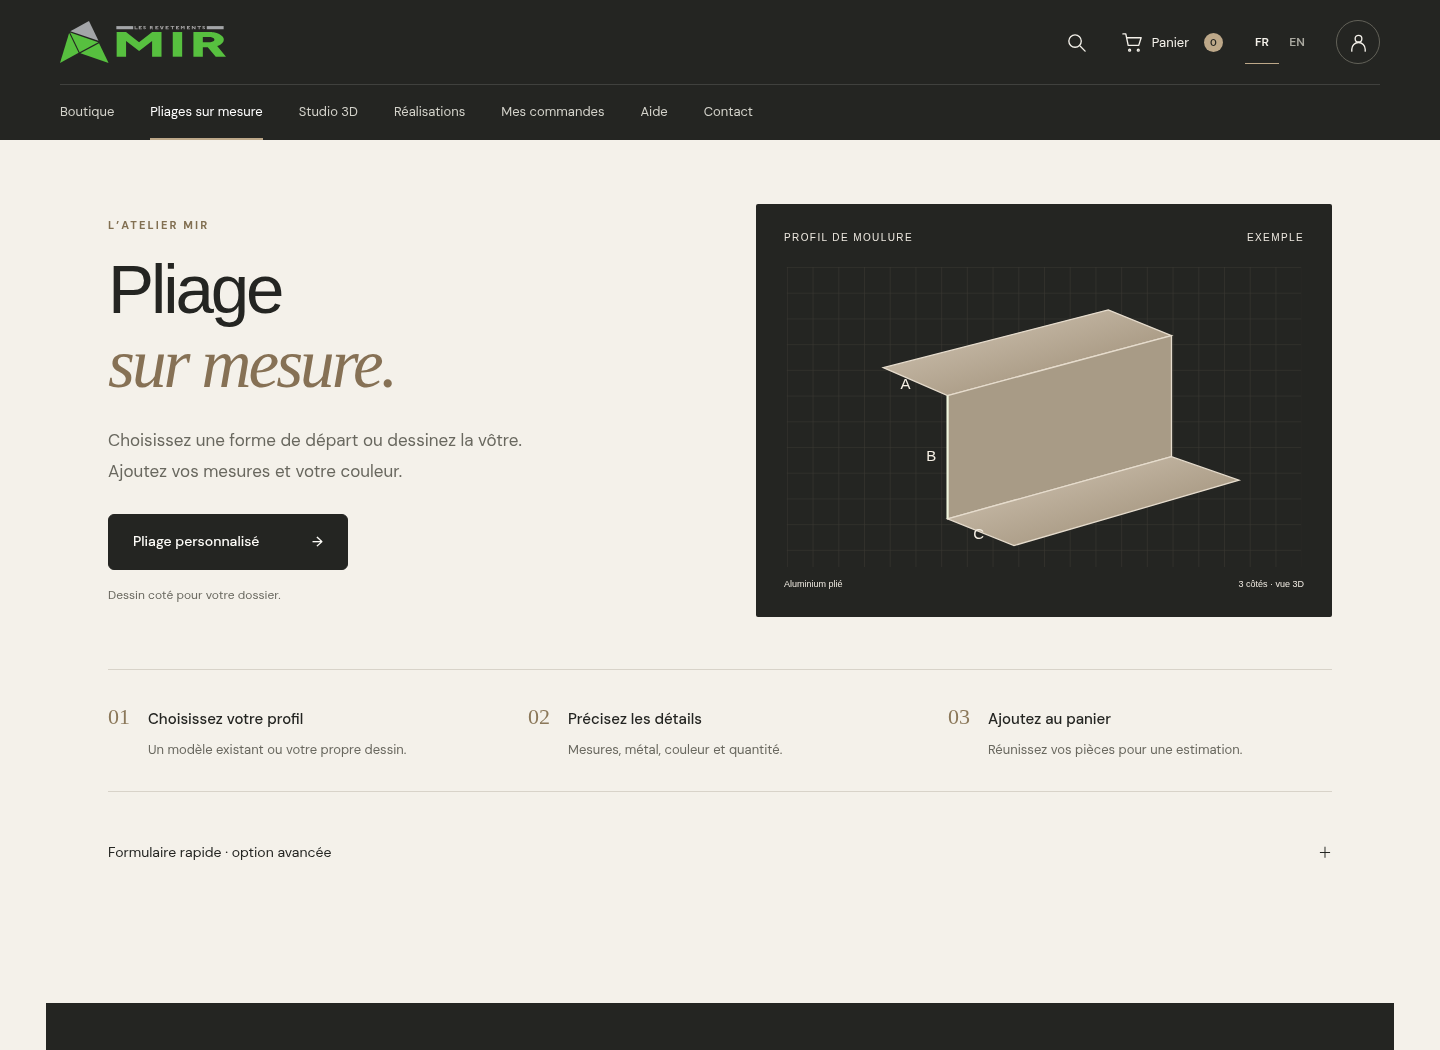 LES REVÊTEMENTS
MIR
Panier 0 FR EN
Boutique Pliages sur mesure Studio 3D Réalisations Mes commandes Aide Contact
L’ATELIER MIR
Pliage
sur mesure.
Choisissez une forme de départ ou dessinez la vôtre.
Ajoutez vos mesures et votre couleur.
Pliage personnalisé →
Dessin coté pour votre dossier.
PROFIL DE MOULURE EXEMPLE
A
B
C
Aluminium plié 3 côtés · vue 3D
01 Choisissez votre profil
Un modèle existant ou votre propre dessin.
02 Précisez les détails
Mesures, métal, couleur et quantité.
03 Ajoutez au panier
Réunissez vos pièces pour une estimation.
Formulaire rapide · option avancée +